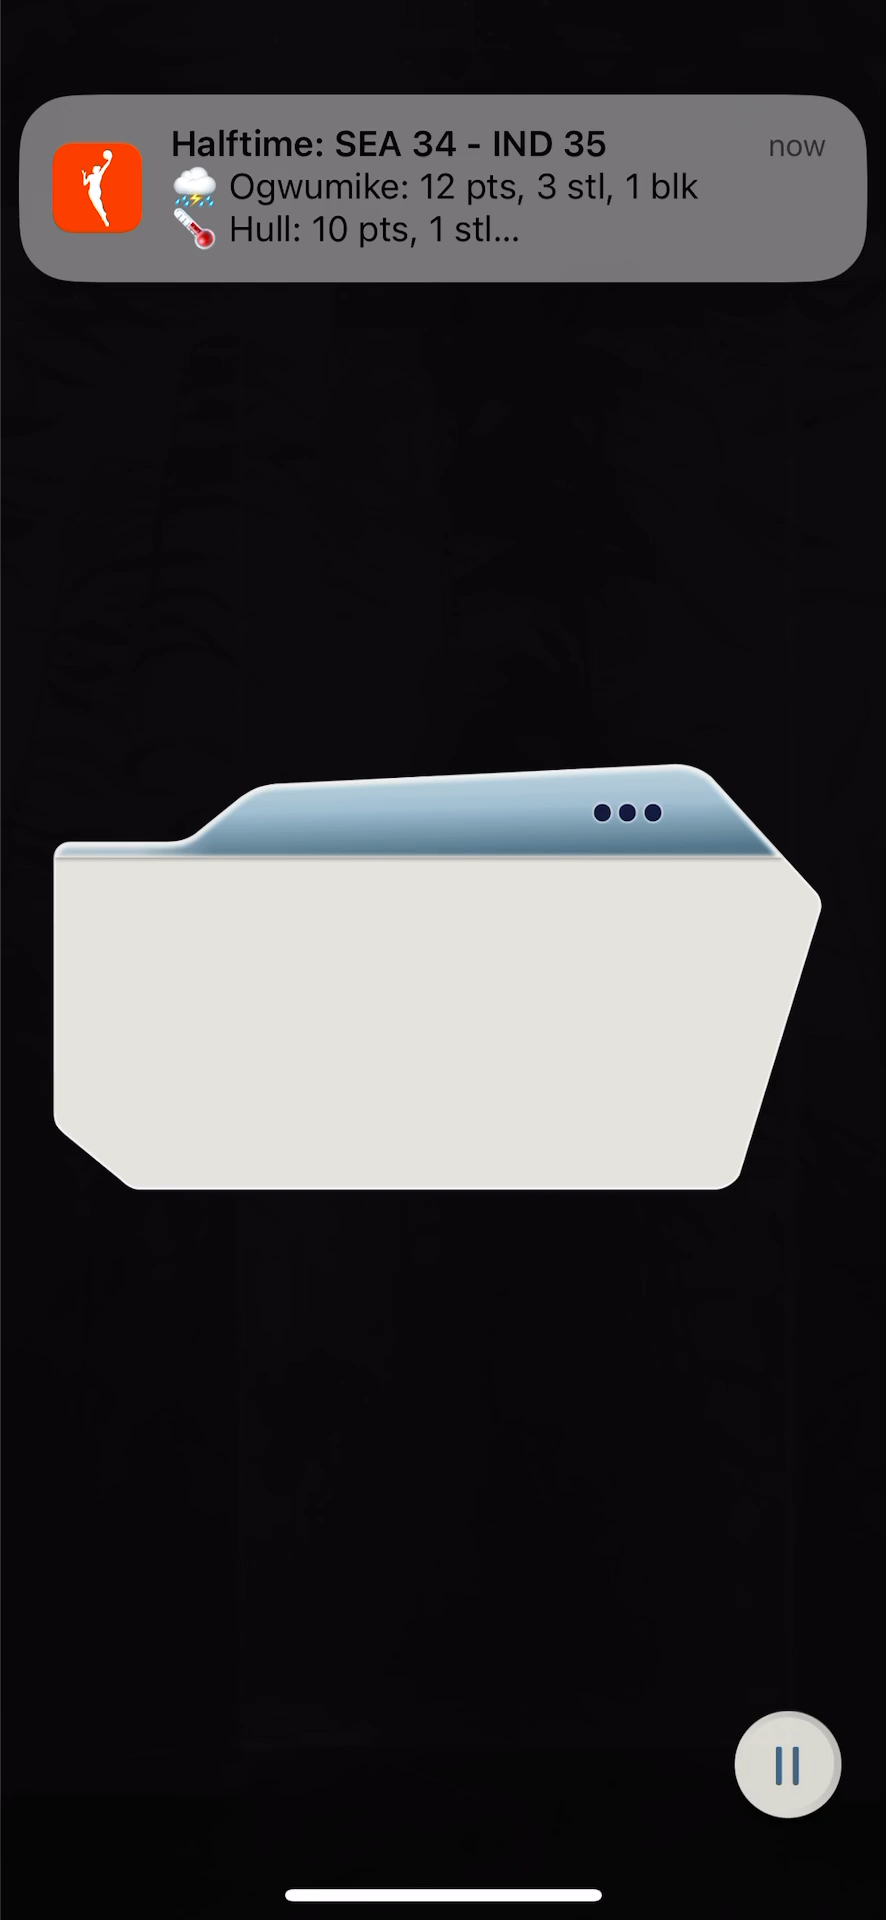 Halftime: SEA 34 - IND 35
now
⛈️ Ogwumike: 12 pts, 3 stl, 1 blk
🌡️ Hull: 10 pts, 1 stl...